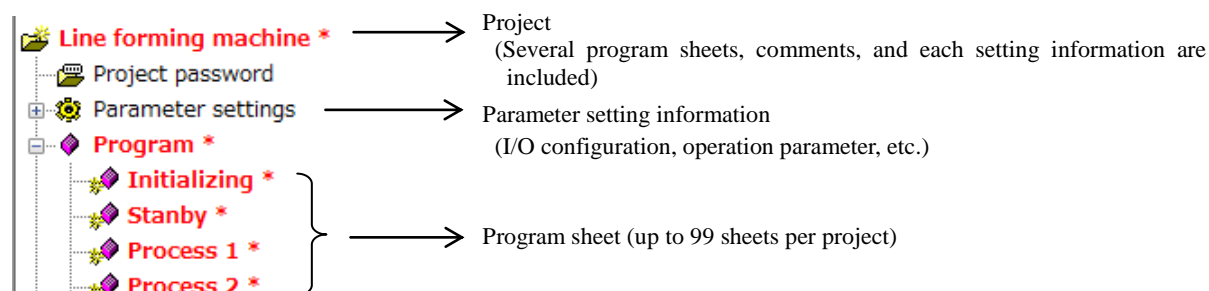 Line forming machine *
Project
(Several program sheets, comments, and each setting information are
included)
Project password
Parameter settings
Parameter setting information
(I/O configuration, operation parameter, etc.)
Program *
Initializing *
Stanby *
Process 1 *
Program sheet (up to 99 sheets per project)
Process 2 *